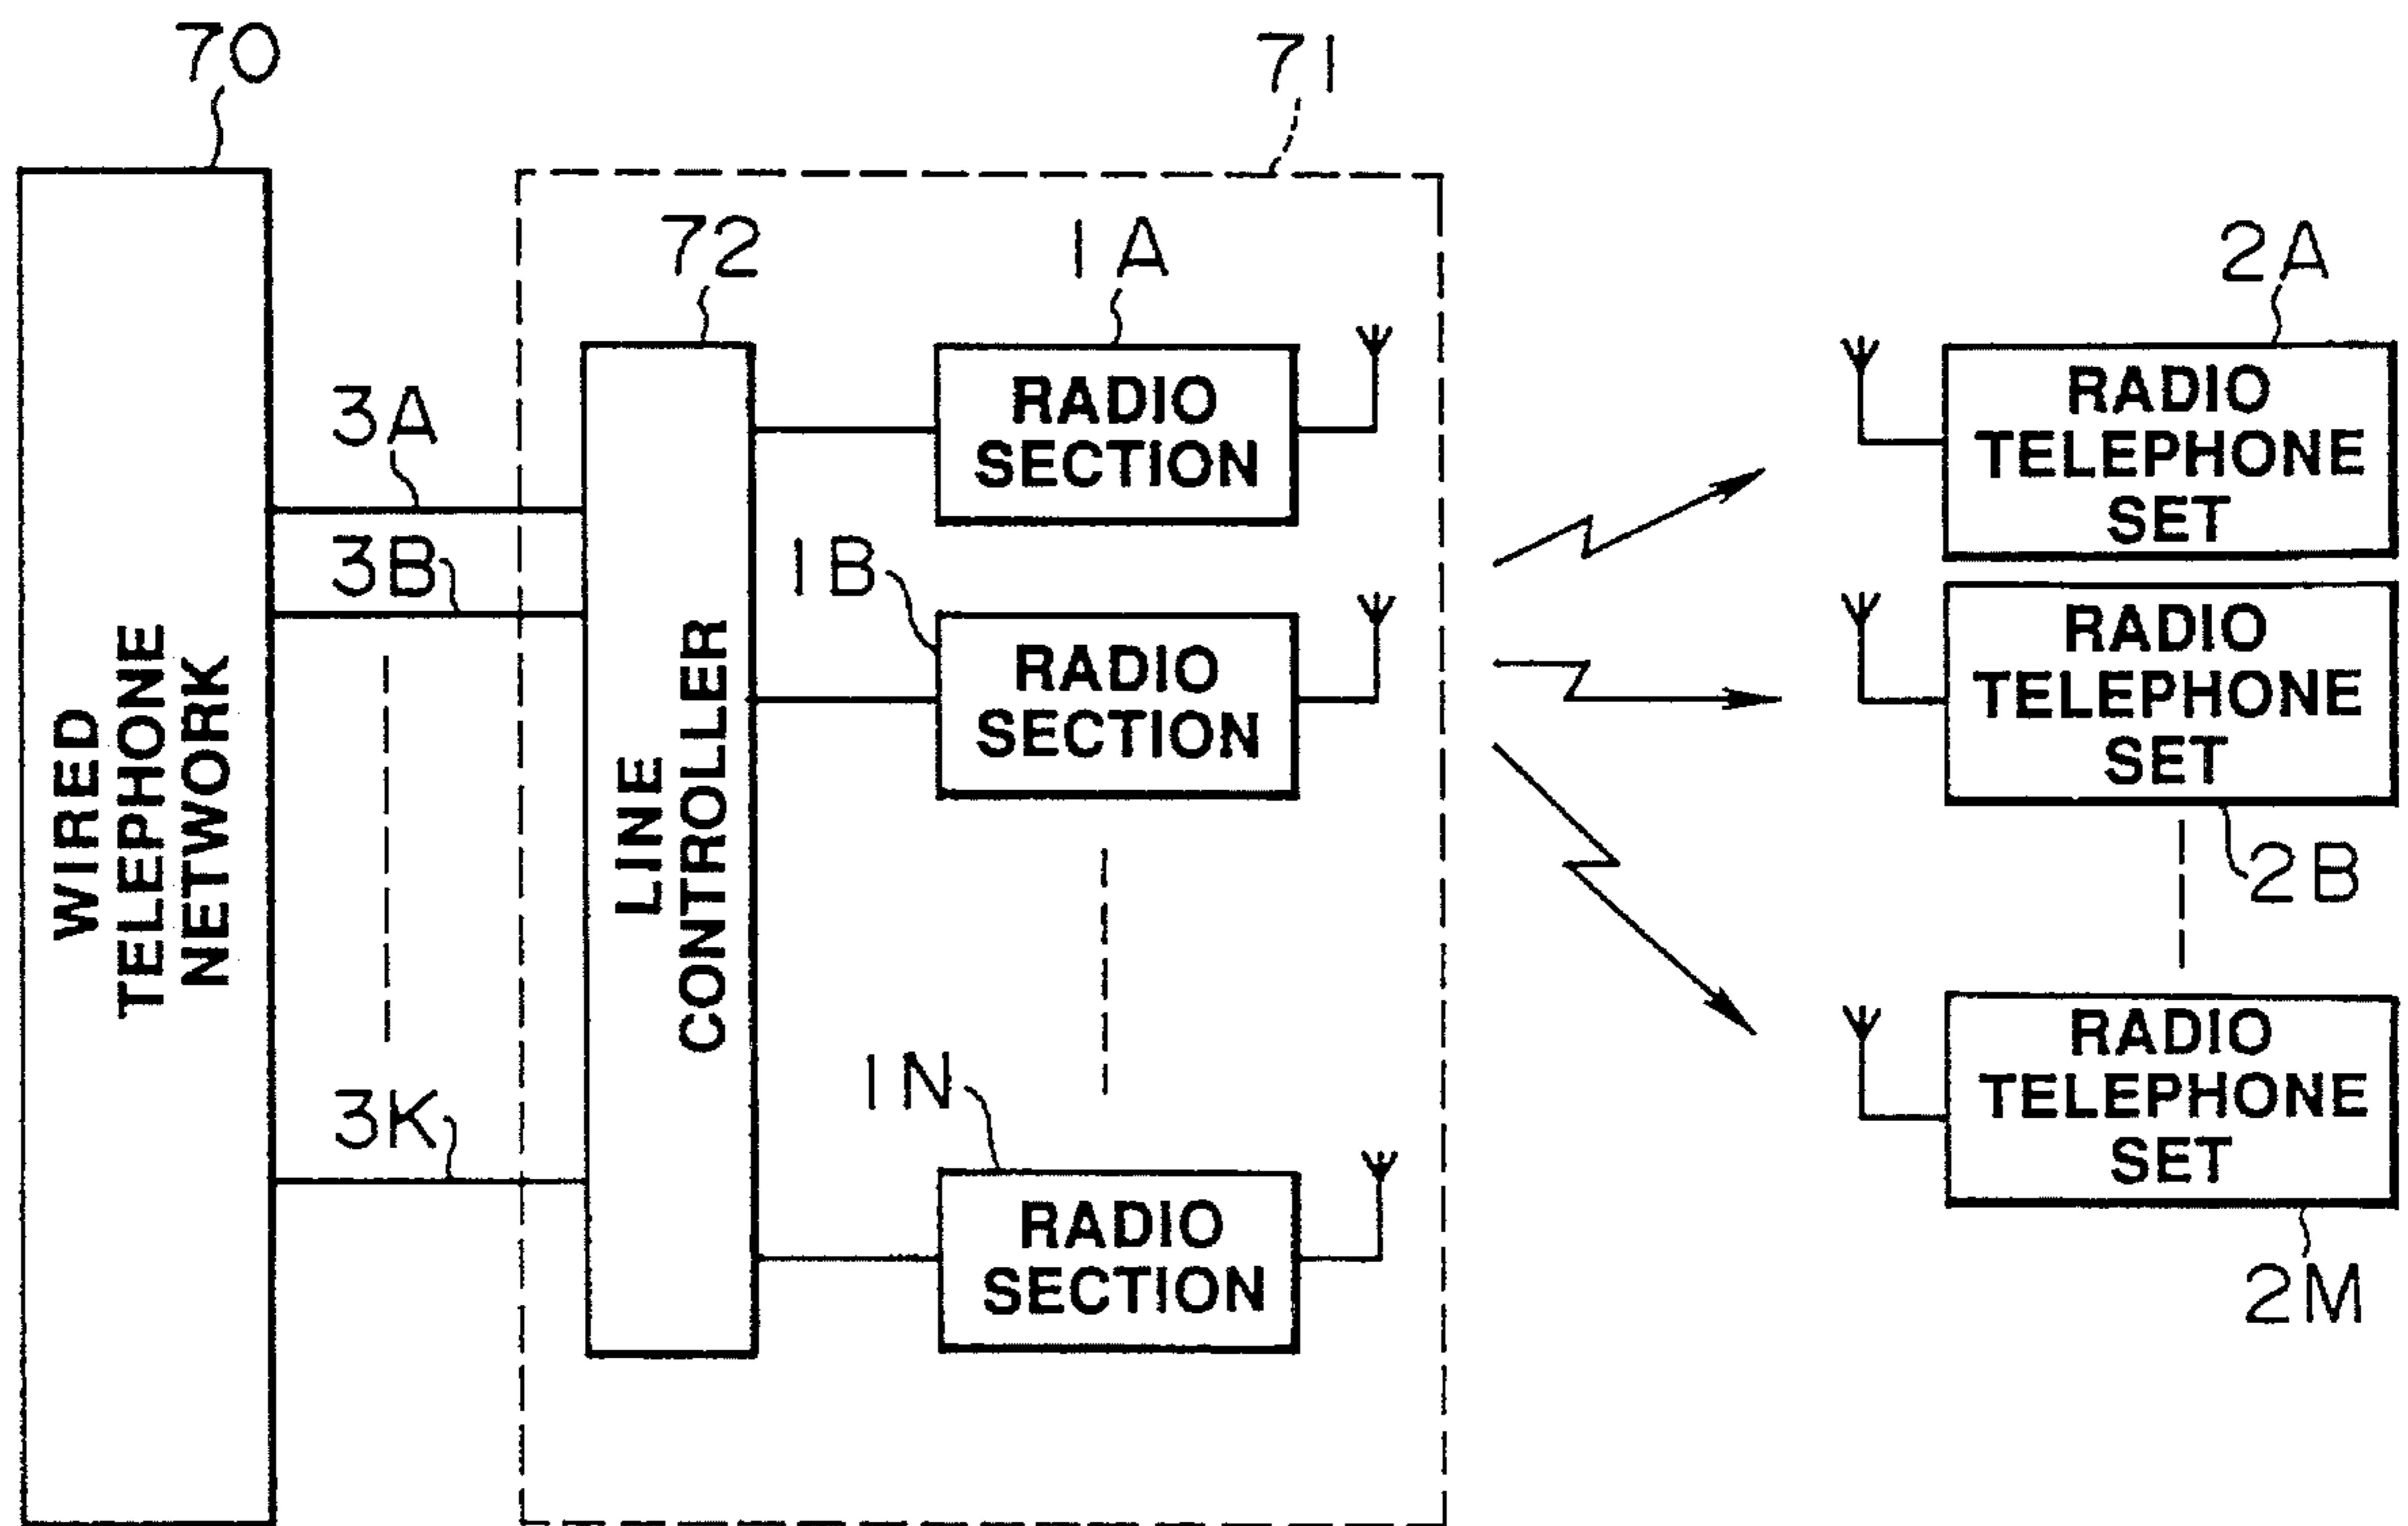 70
71
72
1A
2A
RADIO
SECTION
RADIO
TELEPHONE
SET
3A
3B
1B
RADIO
SECTION
RADIO
TELEPHONE
SET
2B
WIRED
TELEPHONE
NETWORK
LINE
CONTROLLER
3K
1N
RADIO
SECTION
RADIO
TELEPHONE
SET
2M